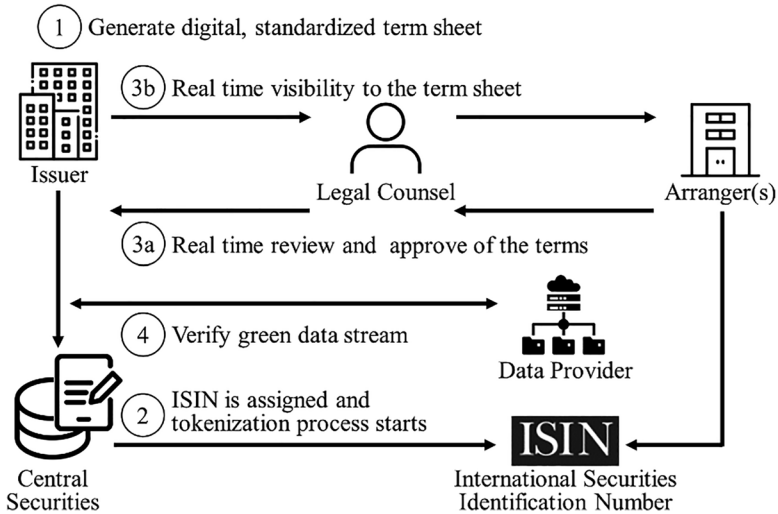 1 Generate digital, standardized term sheet
3b Real time visibility to the term sheet
Issuer
Legal Counsel
Arranger(s)
3a Real time review and approve of the terms
4 Verify green data stream
Data Provider
2 ISIN is assigned and
tokenization process starts
ISIN
Central
Securities
International Securities
Identification Number